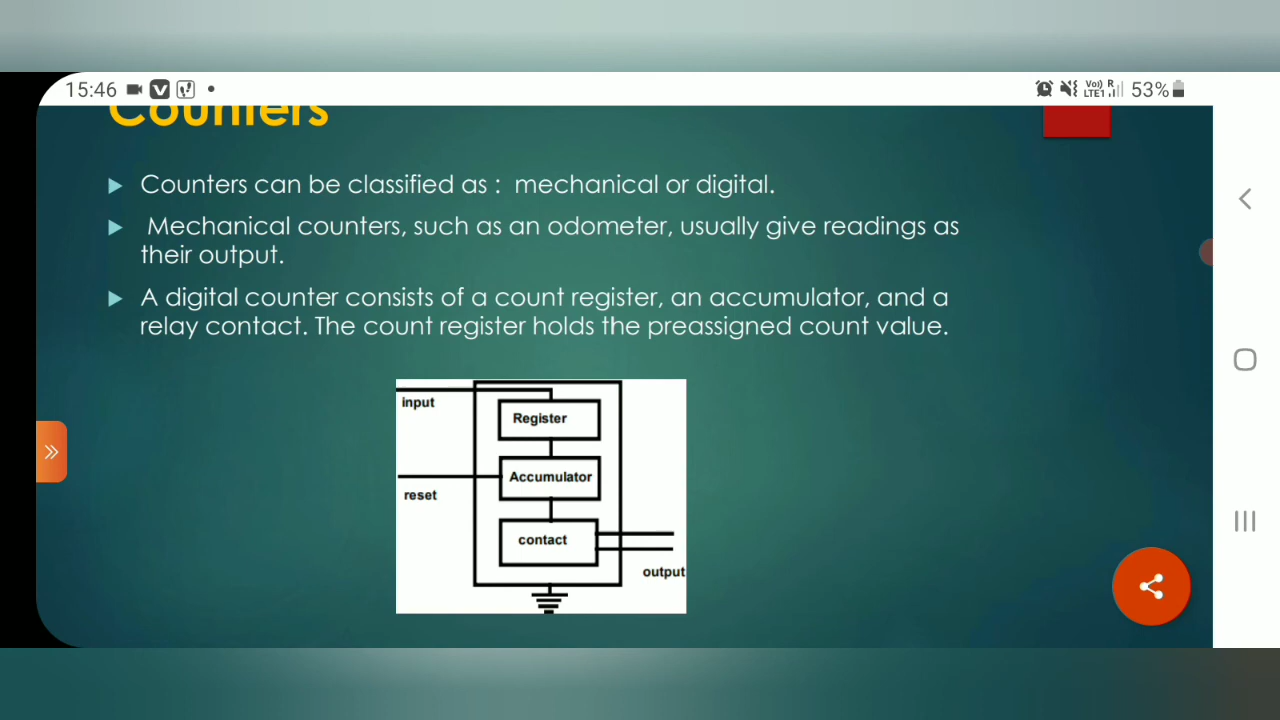 15:46
Vo)) R
LTE1
53%
Counters
Counters can be classified as : mechanical or digital.
Mechanical counters, such as an odometer, usually give readings as
their output.
A digital counter consists of a count register, an accumulator, and a
relay contact. The count register holds the preassigned count value.
input
Register
Accumulator
reset
contact
output